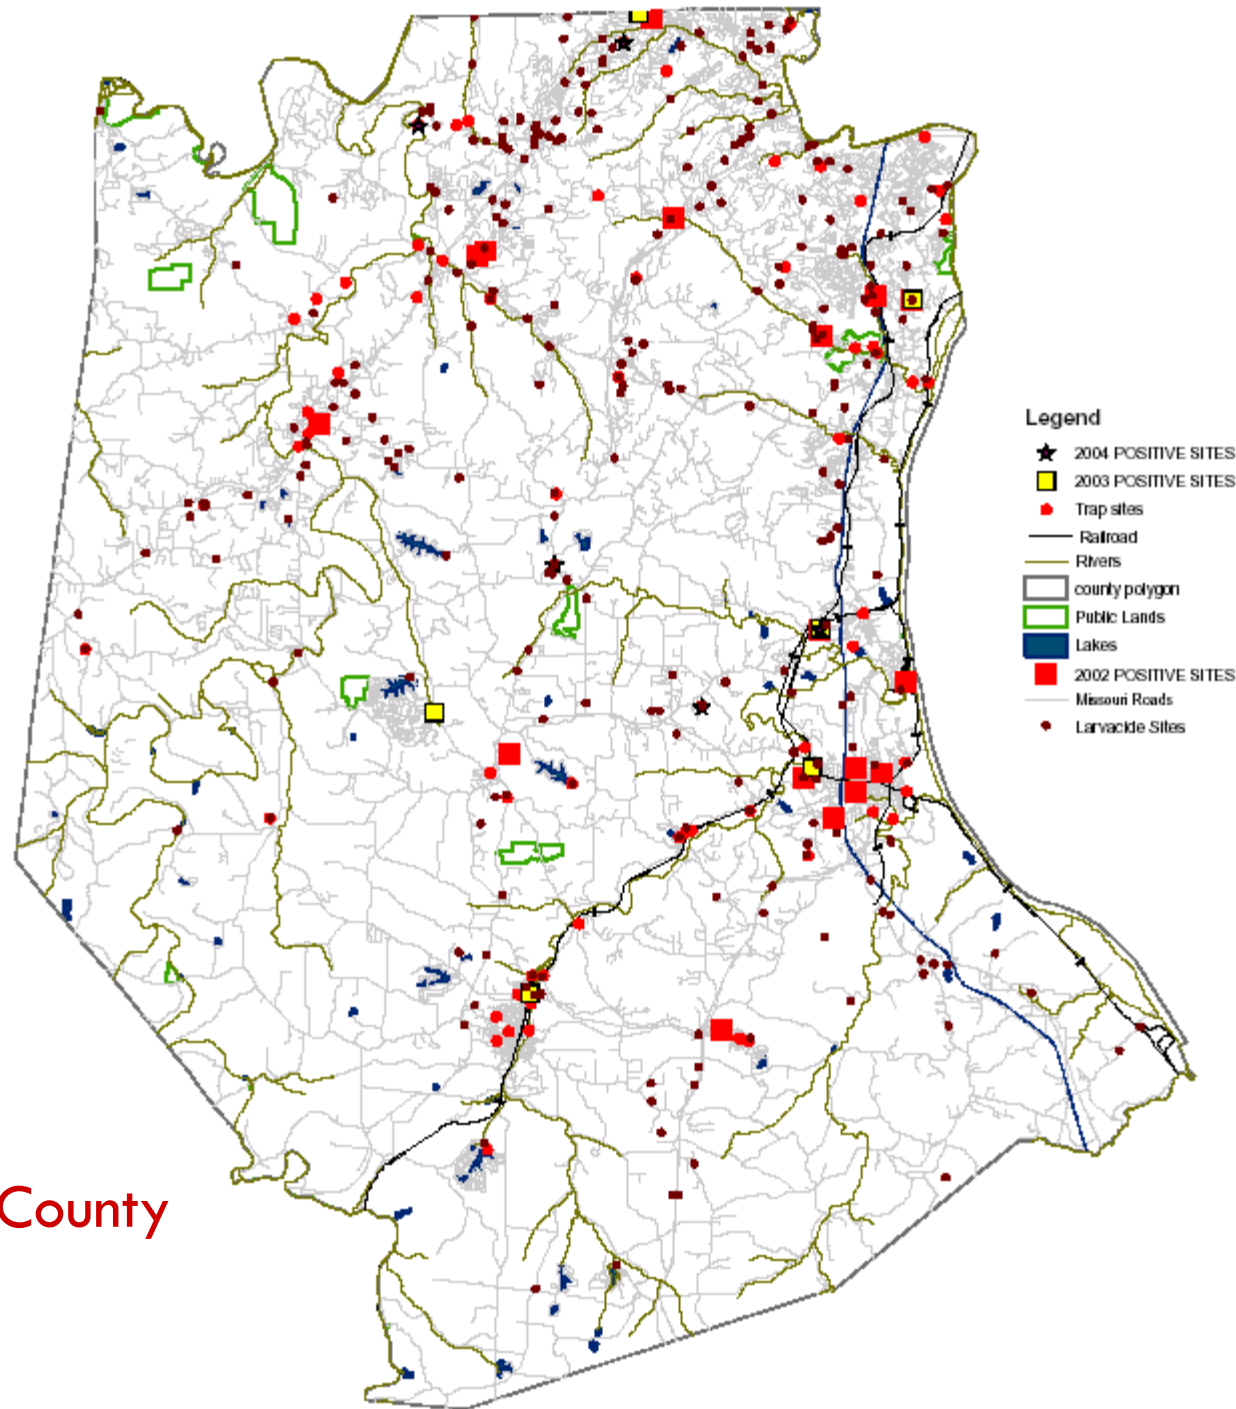 Legend
2004 POSITIVE SITES
2003 POSITIVE SITES
Trap sites
Railroad
Rivers
county polygon
Public Lands
Lakes
2002 POSITIVE SITES
Missouri Roads
Larvacide Sites
County